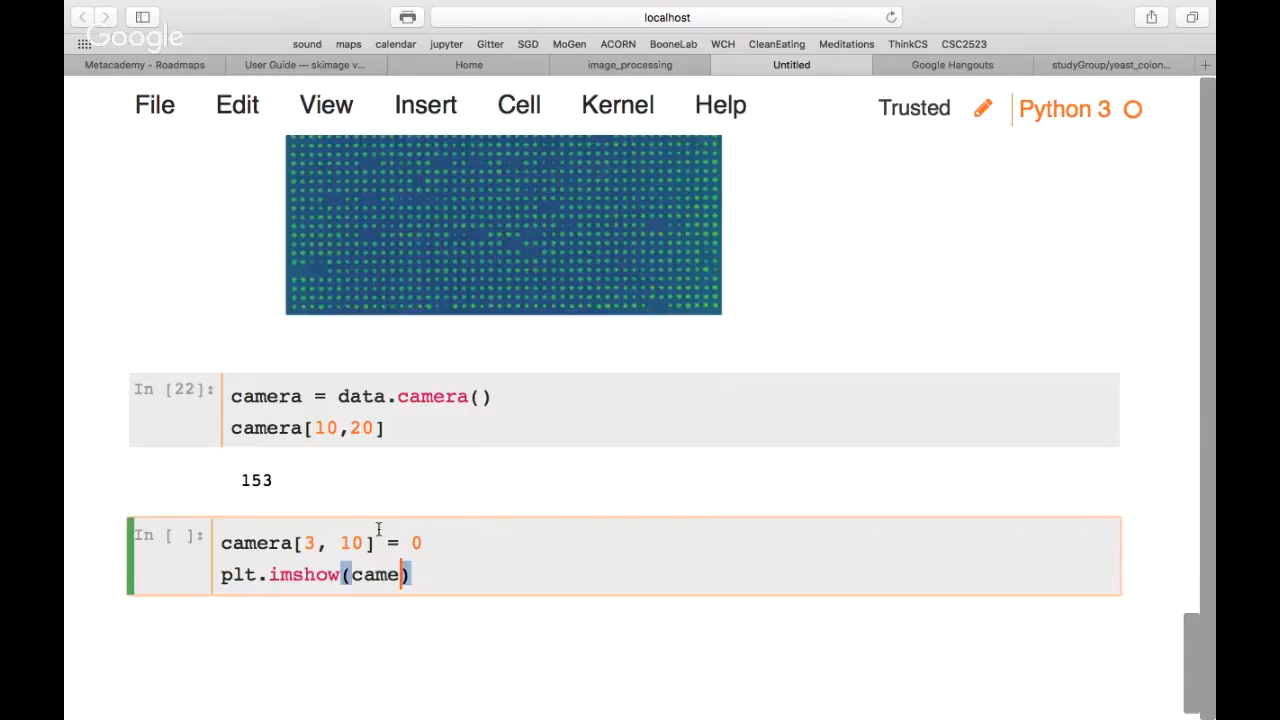 localhost
Google
sound maps calendar jupyter Gitter SGD MoGen ACORN BooneLab WCH CleanEating Meditations ThinkCS CSC2523
Metacademy - Roadmaps User Guide — skimage v... Home image_processing Untitled Google Hangouts studyGroup/yeast_colon...
File Edit View Insert Cell Kernel Help Trusted Python 3
In [22]: camera = data.camera()
camera[10,20]
153
In [ ]: camera[3, 10] = 0
plt.imshow(came)